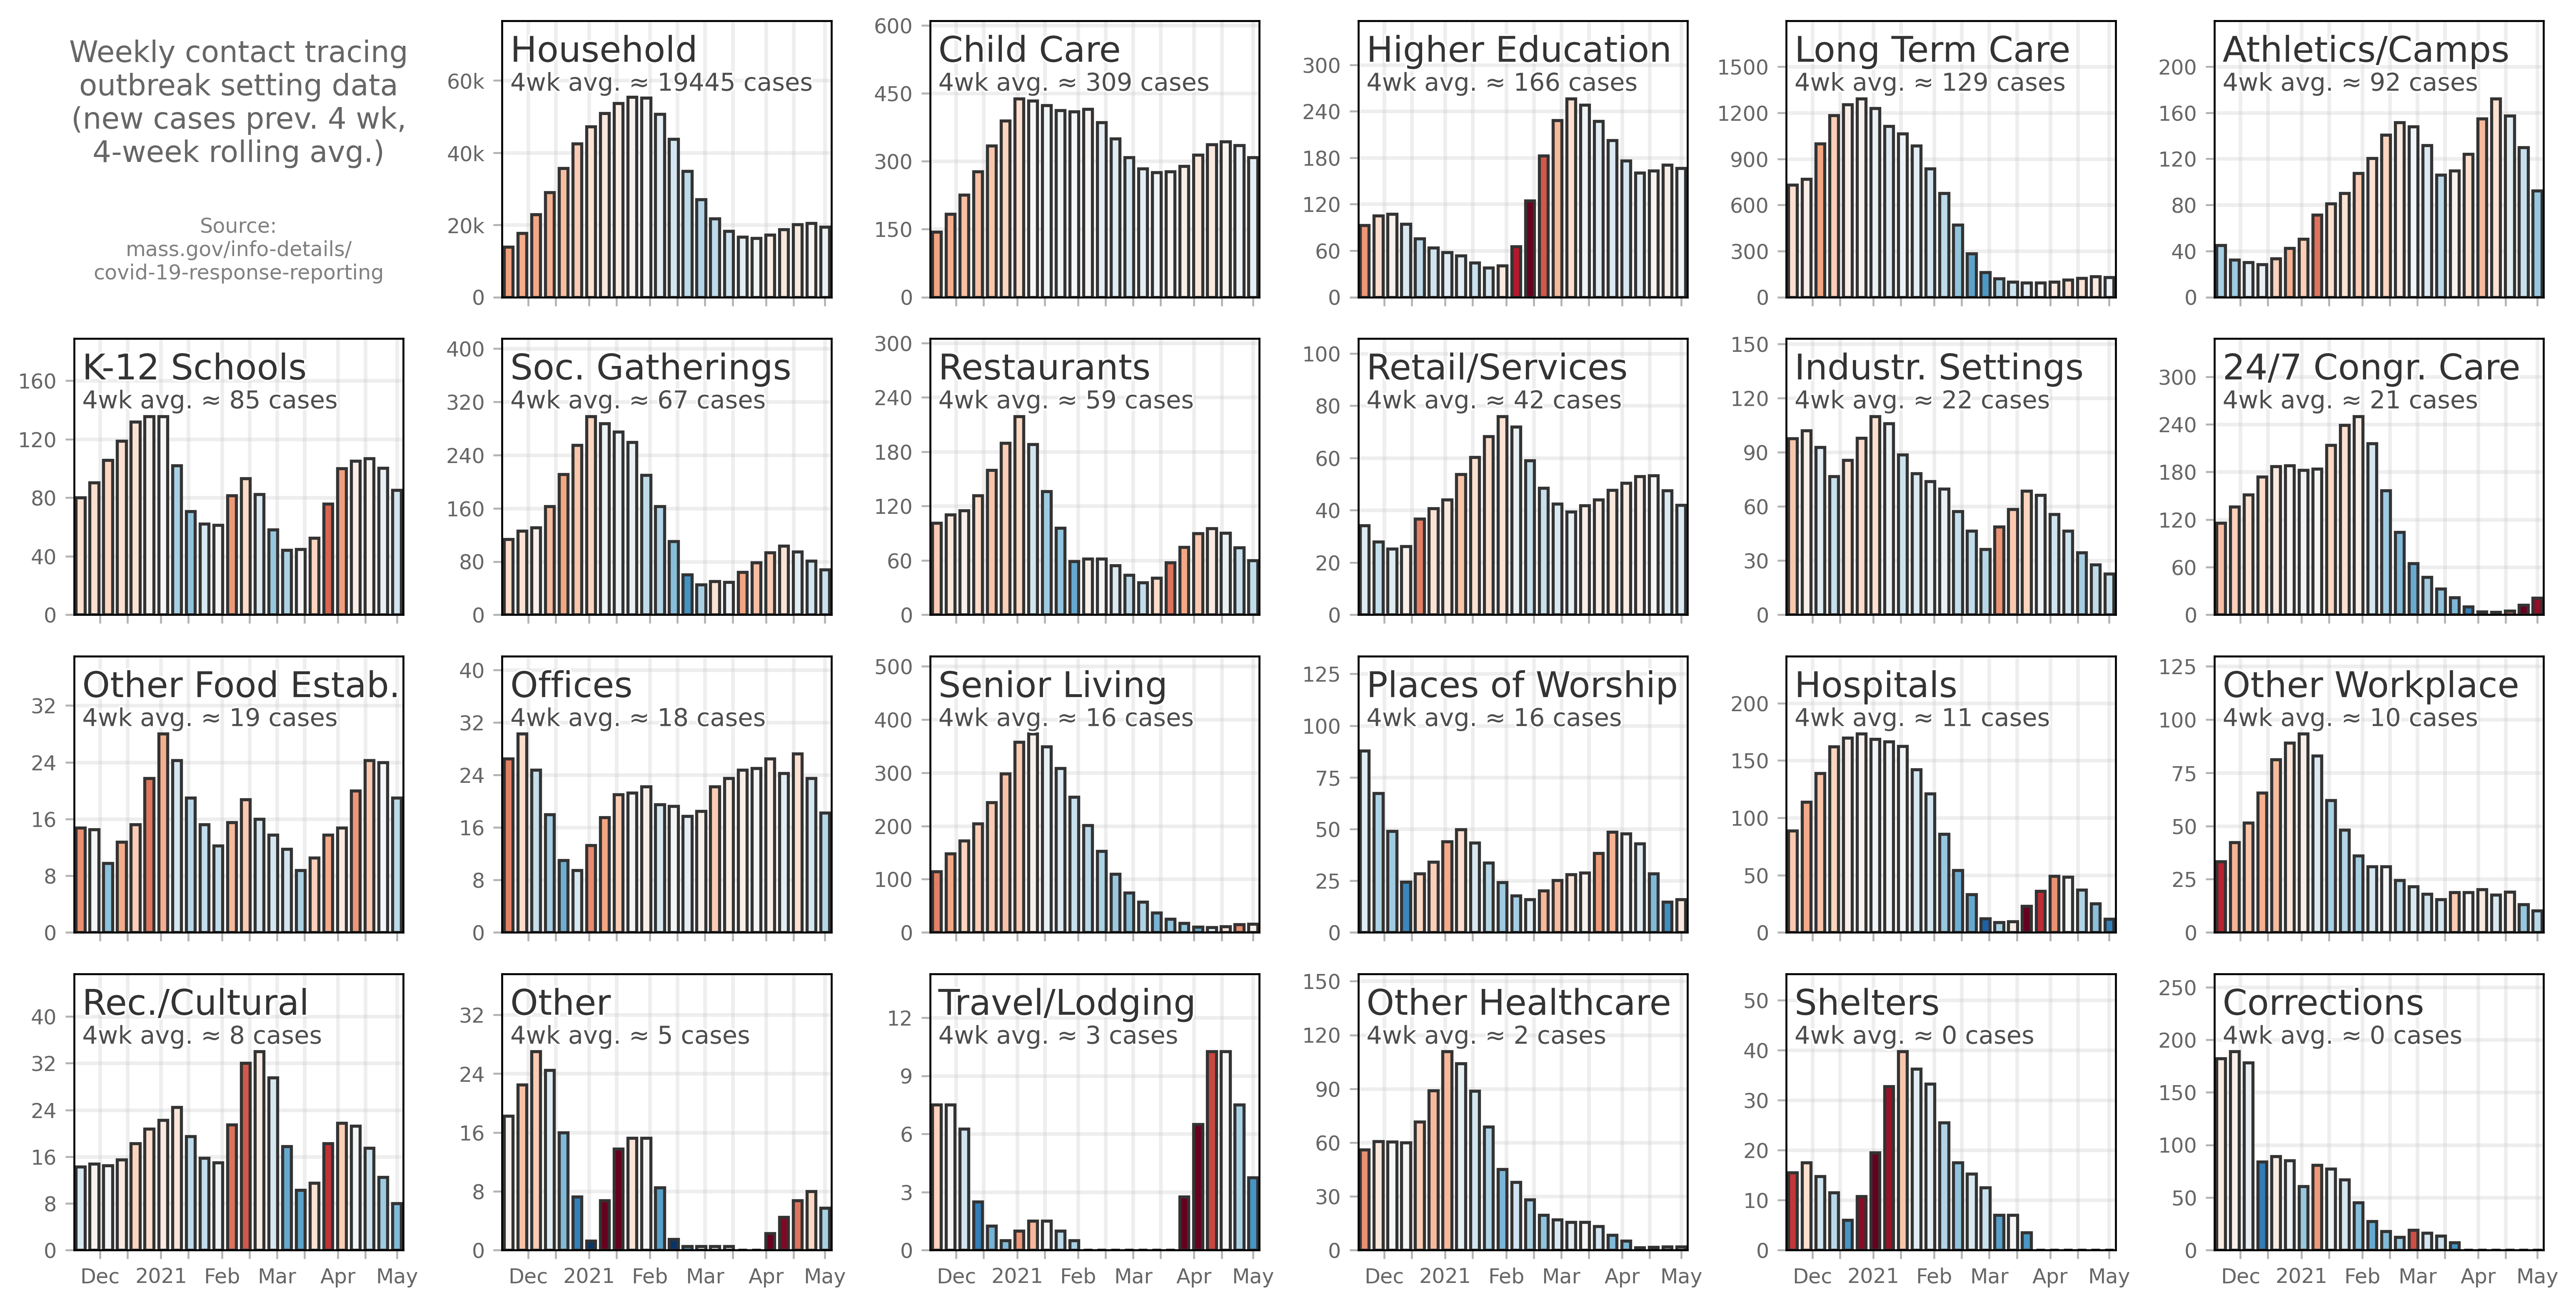 Weekly contact tracing
outbreak setting data
(new cases prev. 4 wk,
4-week rolling avg.)
Source:
mass.gov/info-details/
covid-19-response-reporting
Household
4wk avg. ≈ 19445 cases
60k
40k
20k
0
Child Care
4wk avg. ≈ 309 cases
600
450
300
150
0
Higher Education
4wk avg. ≈ 166 cases
300
240
180
120
60
0
Long Term Care
4wk avg. ≈ 129 cases
1500
1200
900
600
300
0
Athletics/Camps
4wk avg. ≈ 92 cases
200
160
120
80
40
0
K-12 Schools
4wk avg. ≈ 85 cases
160
120
80
40
0
Soc. Gatherings
4wk avg. ≈ 67 cases
400
320
240
160
80
0
Restaurants
4wk avg. ≈ 59 cases
300
240
180
120
60
0
Retail/Services
4wk avg. ≈ 42 cases
100
80
60
40
20
0
Industr. Settings
4wk avg. ≈ 22 cases
150
120
90
60
30
0
24/7 Congr. Care
4wk avg. ≈ 21 cases
300
240
180
120
60
0
Other Food Estab.
4wk avg. ≈ 19 cases
32
24
16
8
0
Offices
4wk avg. ≈ 18 cases
40
32
24
16
8
0
Senior Living
4wk avg. ≈ 16 cases
500
400
300
200
100
0
Places of Worship
4wk avg. ≈ 16 cases
125
100
75
50
25
0
Hospitals
4wk avg. ≈ 11 cases
200
150
100
50
0
Other Workplace
4wk avg. ≈ 10 cases
125
100
75
50
25
0
Rec./Cultural
4wk avg. ≈ 8 cases
40
32
24
16
8
0
Dec 2021 Feb Mar Apr May
Other
4wk avg. ≈ 5 cases
32
24
16
8
0
Dec 2021 Feb Mar Apr May
Travel/Lodging
4wk avg. ≈ 3 cases
12
9
6
3
0
Dec 2021 Feb Mar Apr May
Other Healthcare
4wk avg. ≈ 2 cases
150
120
90
60
30
0
Dec 2021 Feb Mar Apr May
Shelters
4wk avg. ≈ 0 cases
50
40
30
20
10
0
Dec 2021 Feb Mar Apr May
Corrections
4wk avg. ≈ 0 cases
250
200
150
100
50
0
Dec 2021 Feb Mar Apr May